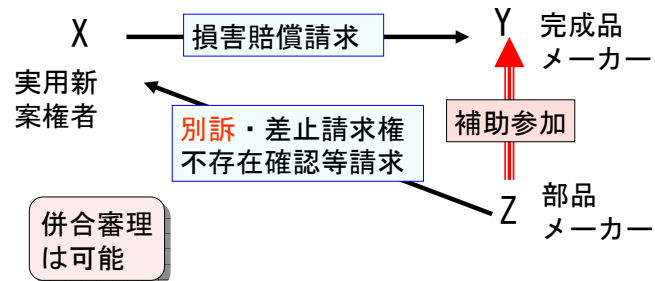 X
損害賠償請求
Y
完成品
メーカー
実用新
案権者
別訴・差止請求権
不存在確認等請求
補助参加
Z
部品
メーカー
併合審理
は可能